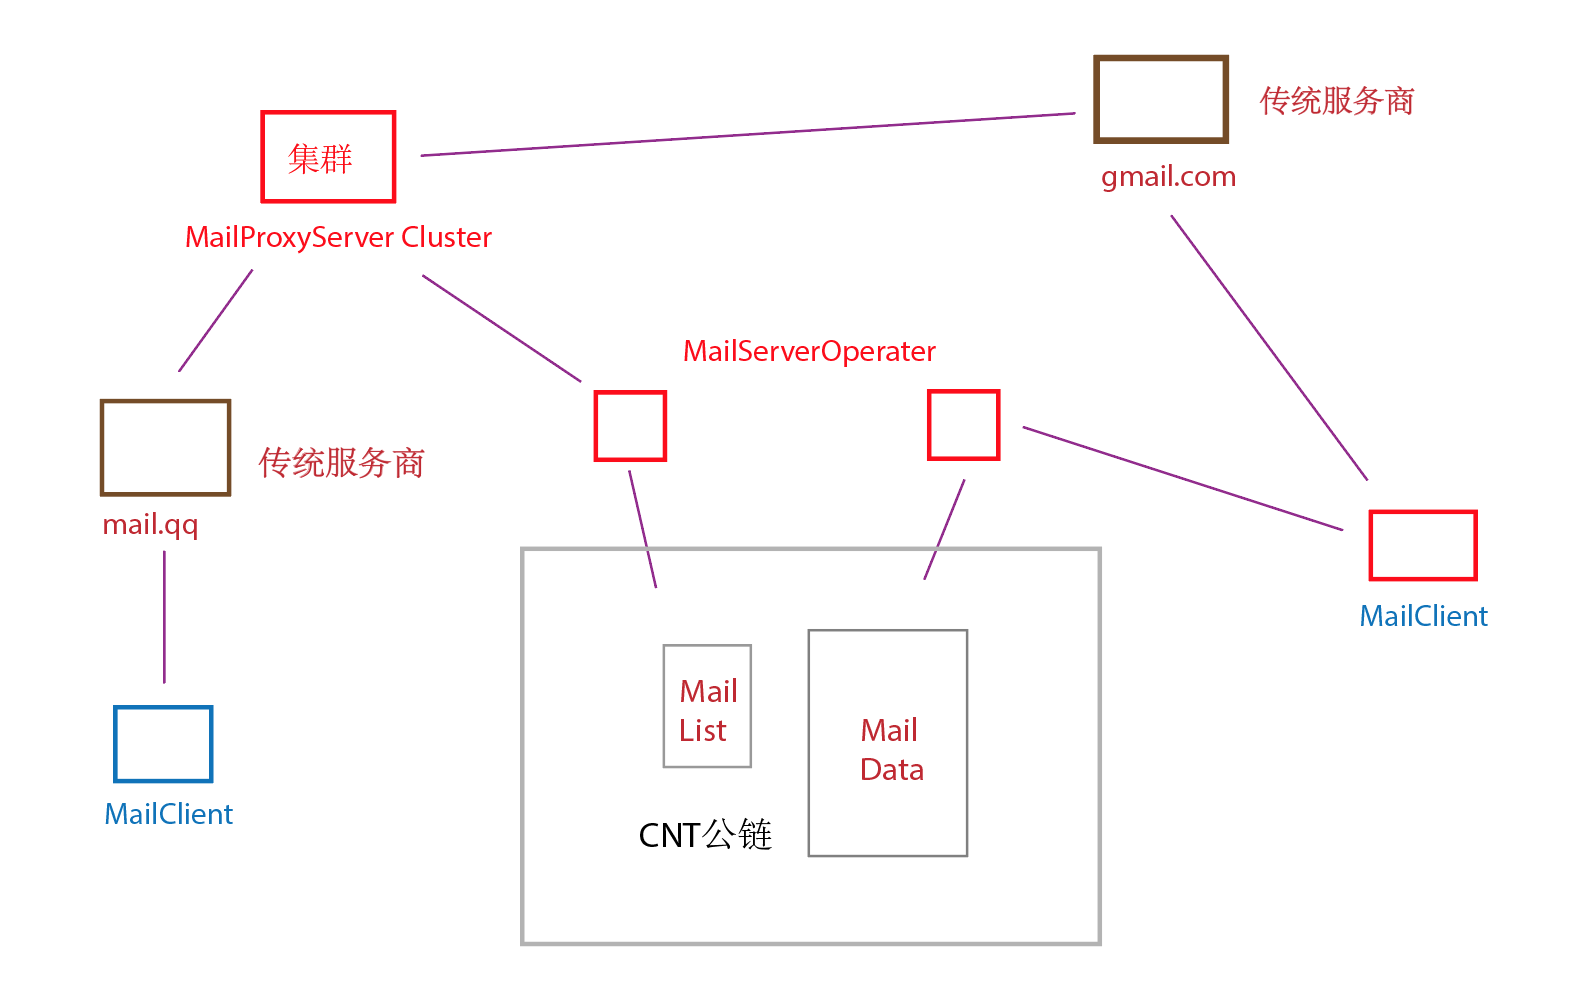 传统服务商
集群
gmail.com
MailProxyServer Cluster
MailServerOperater
传统服务商
mail.qq
MailClient
Mail
List
Mail
Data
MailClient
CNT公链